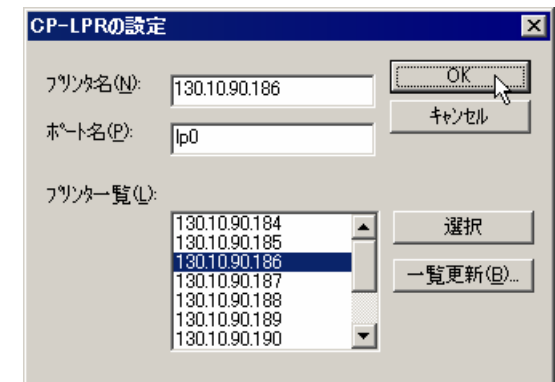 CP-LPRの設定
プリンタ名(N):
130.10.90.186
OK
キャンセル
ポート名(P):
lp0
プリンタ一覧(L):
130.10.90.184
130.10.90.185
130.10.90.186
130.10.90.187
130.10.90.188
130.10.90.189
130.10.90.190
選択
一覧更新(B)...